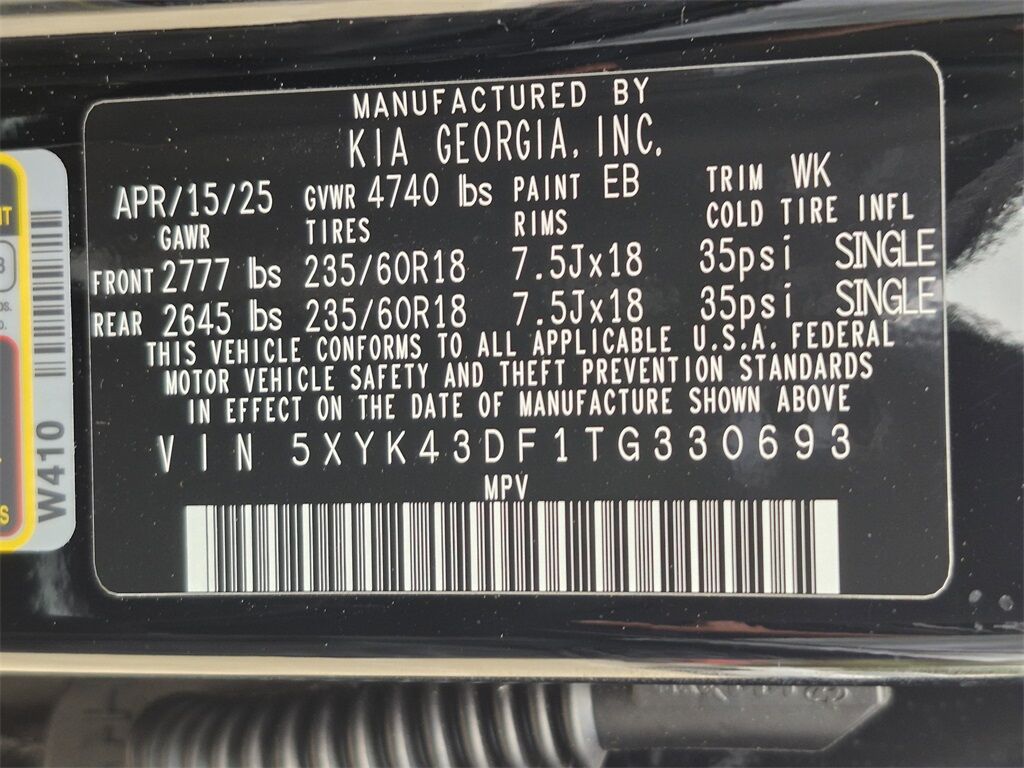 MANUFACTURED BY
KIA GEORGIA, INC.
APR/15/25 GVWR 4740 lbs PAINT EB TRIM WK
GAWR TIRES RIMS COLD TIRE INFL
FRONT 2777 lbs 235/60R18 7.5Jx18 35psi SINGLE
REAR 2645 lbs 235/60R18 7.5Jx18 35psi SINGLE
THIS VEHICLE CONFORMS TO ALL APPLICABLE U.S.A. FEDERAL
MOTOR VEHICLE SAFETY AND THEFT PREVENTION STANDARDS
IN EFFECT ON THE DATE OF MANUFACTURE SHOWN ABOVE
VIN 5XYK43DF1TG330693
MPV
W410